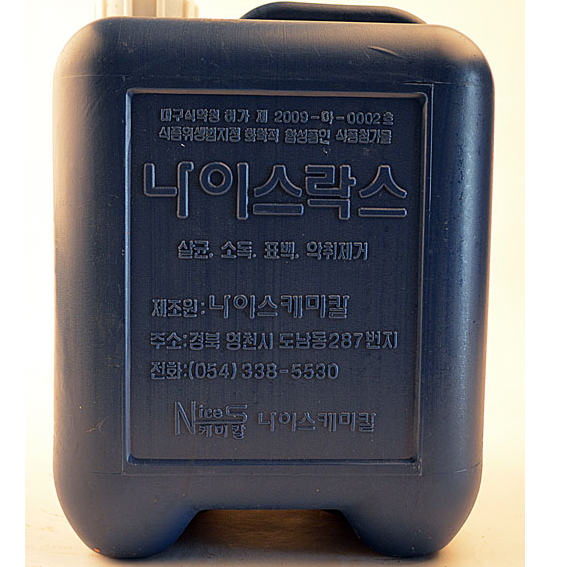 대구식약청 허가 제 2009-마-0002호
식품위생법지정 화학적 합성품인 식품첨가물
나이스락스
살균. 소독. 표백. 악취제거
제조원:나이스케미칼
주소:경북 영천시 도남동287번지
전화:(054)338-5530
Nice S 나이스케미칼
케미칼